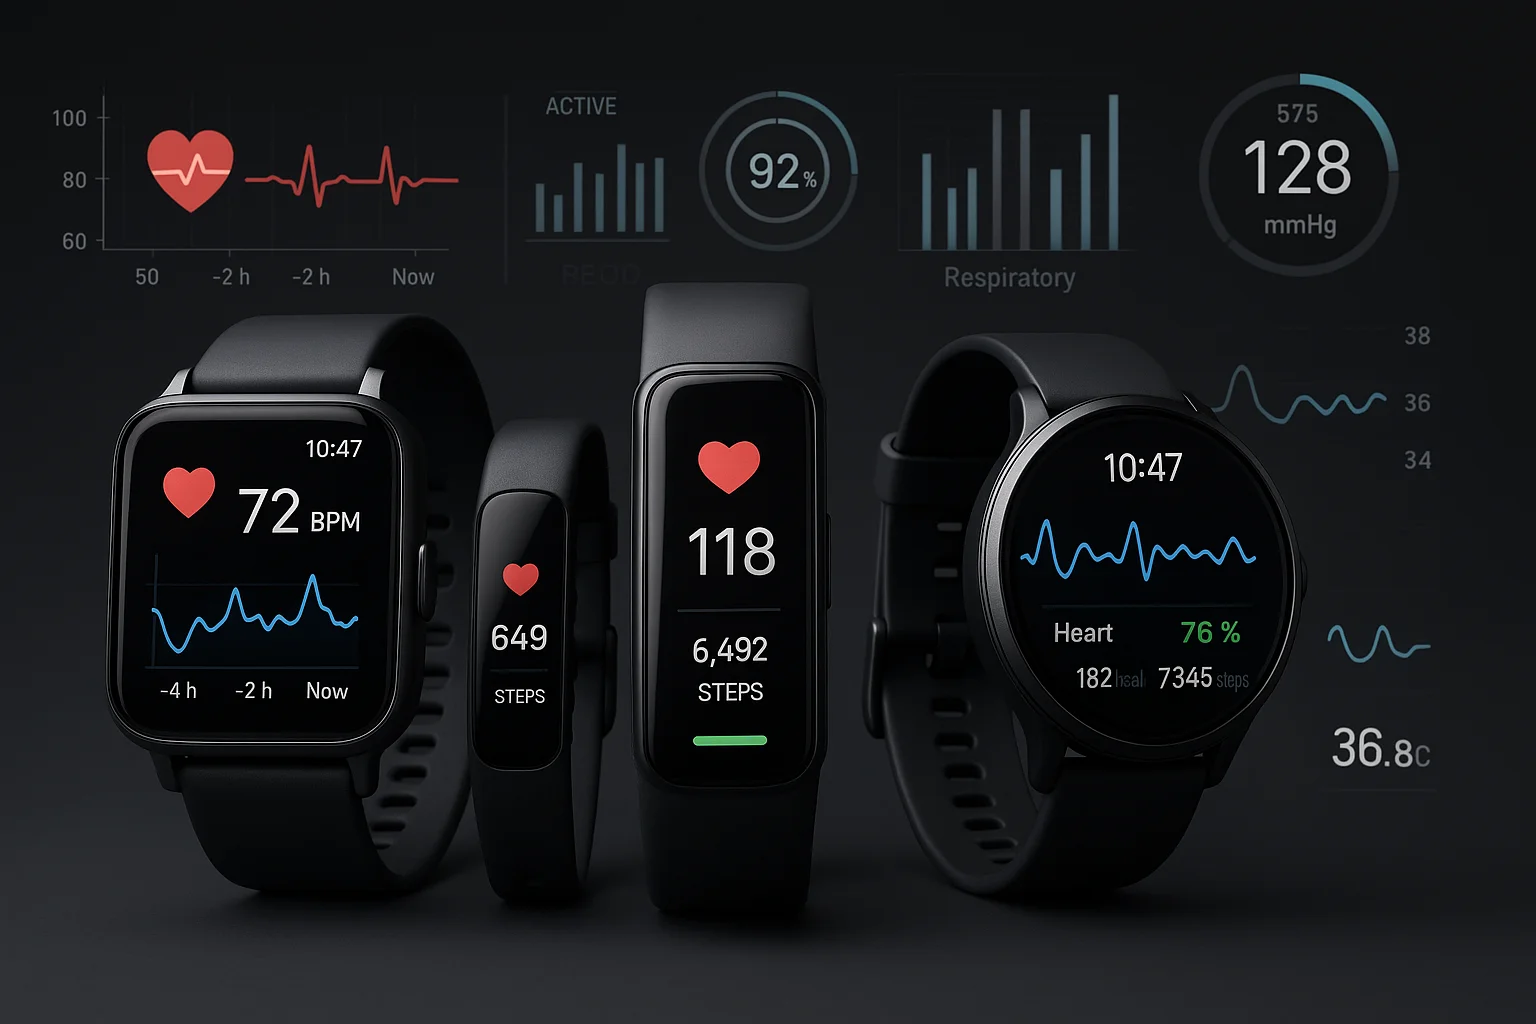 100
80
60
50 -2 h -2 h Now
ACTIVE
92%
Respiratory
575
128
mmHg
38
36
34
36.8c
10:47
72 BPM
-4 h -2 h Now
649
STEPS
118
6,492
STEPS
10:47
Heart 76 %
182 7345 steps